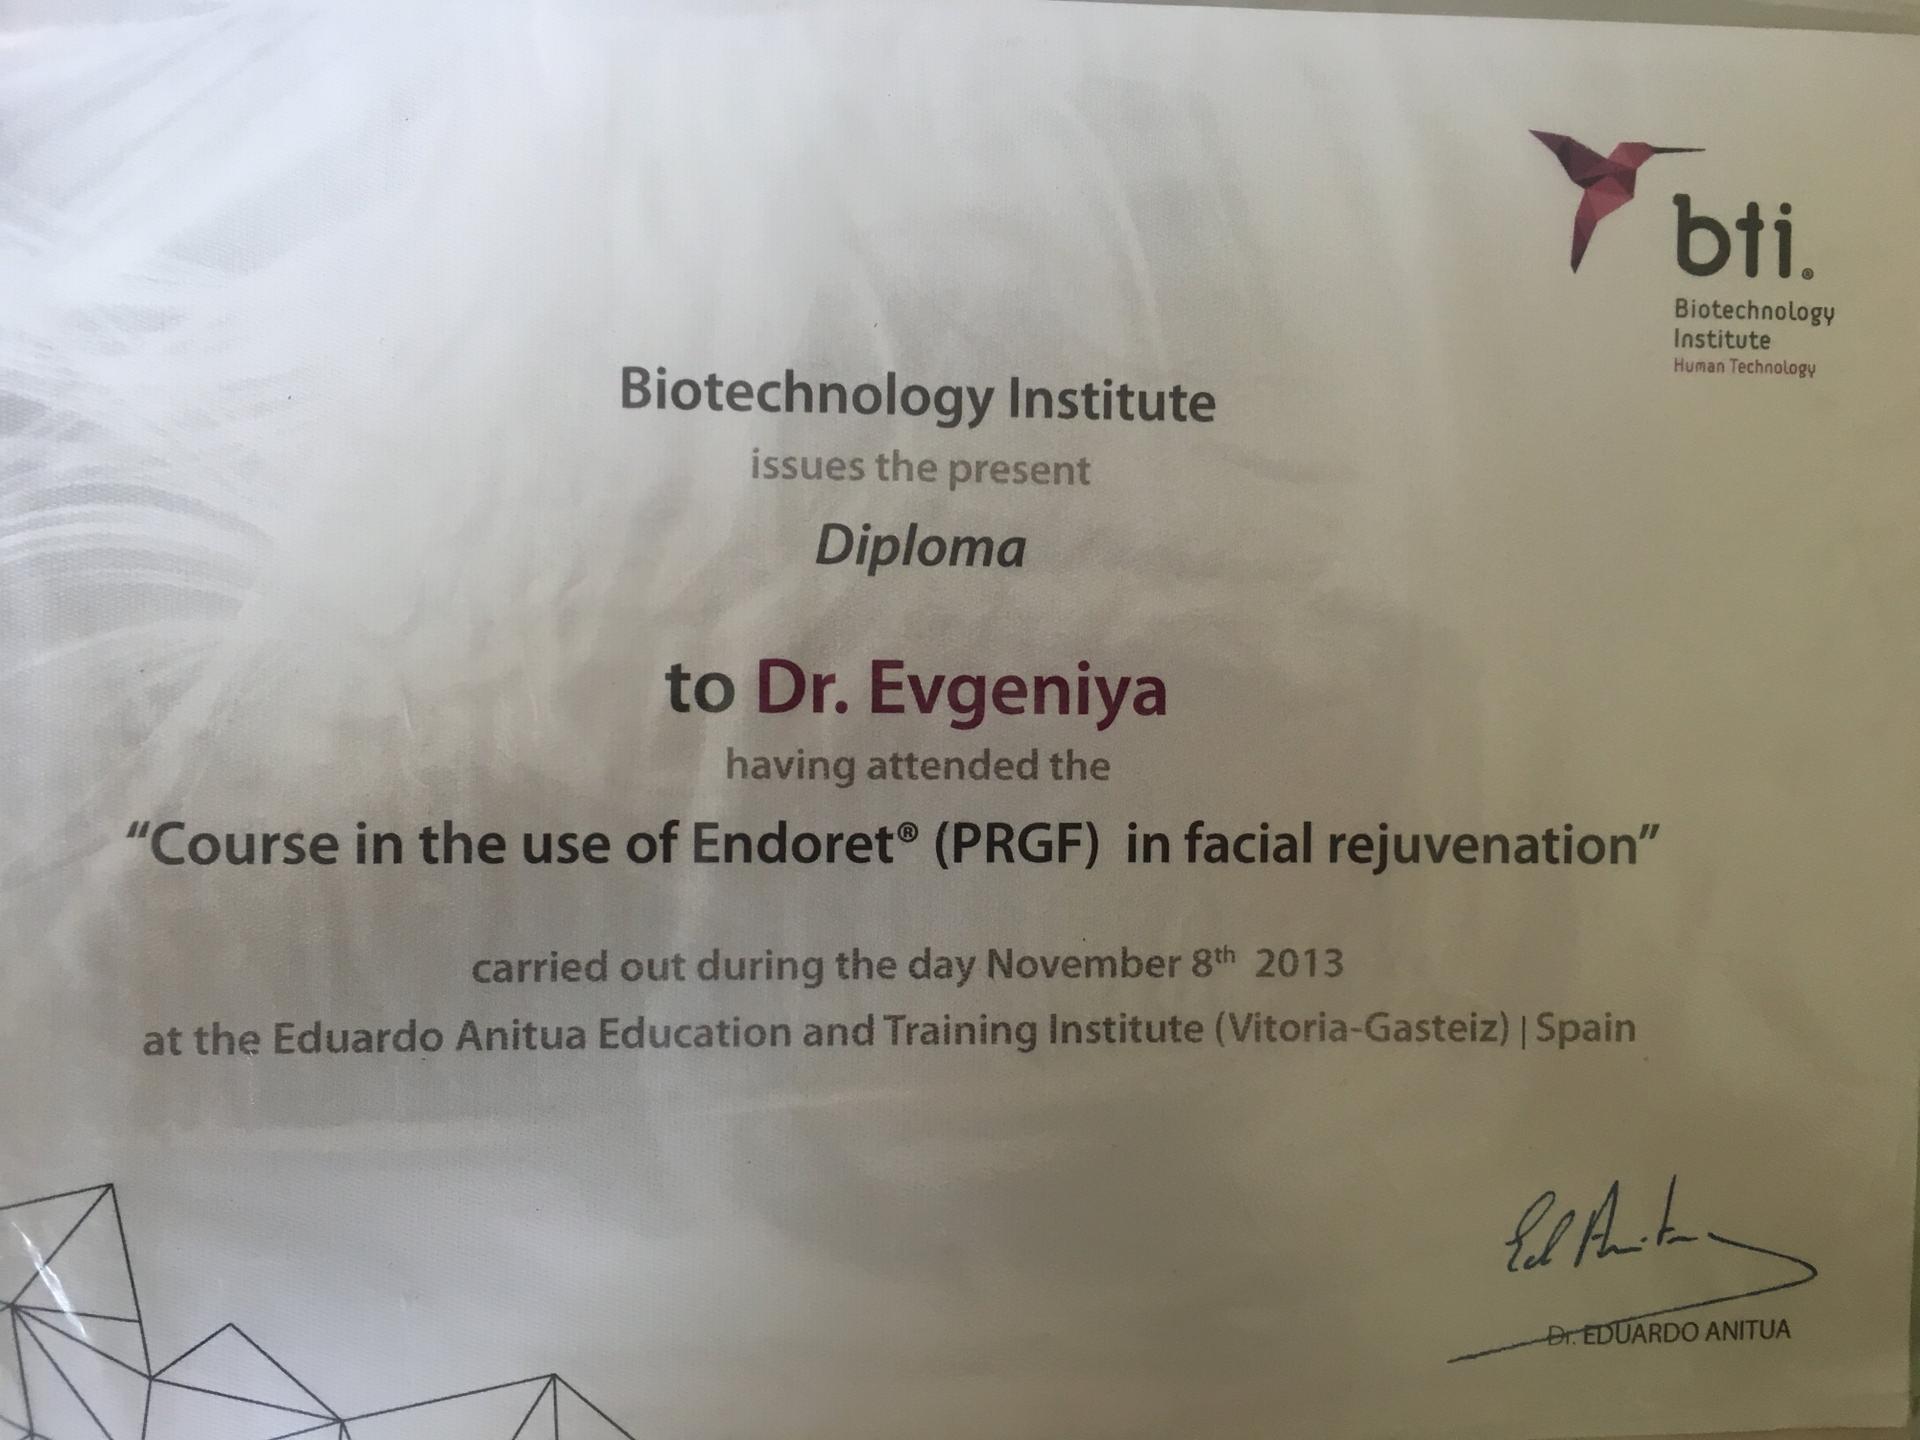 bti.®
Biotechnology
Institute
Human Technology
Biotechnology Institute
issues the present
Diploma
to Dr. Evgeniya
having attended the
“Course in the use of Endoret® (PRGF) in facial rejuvenation”
carried out during the day November 8th 2013
at the Eduardo Anitua Education and Training Institute (Vitoria-Gasteiz) | Spain
Ed Anitua
Dr. EDUARDO ANITUA